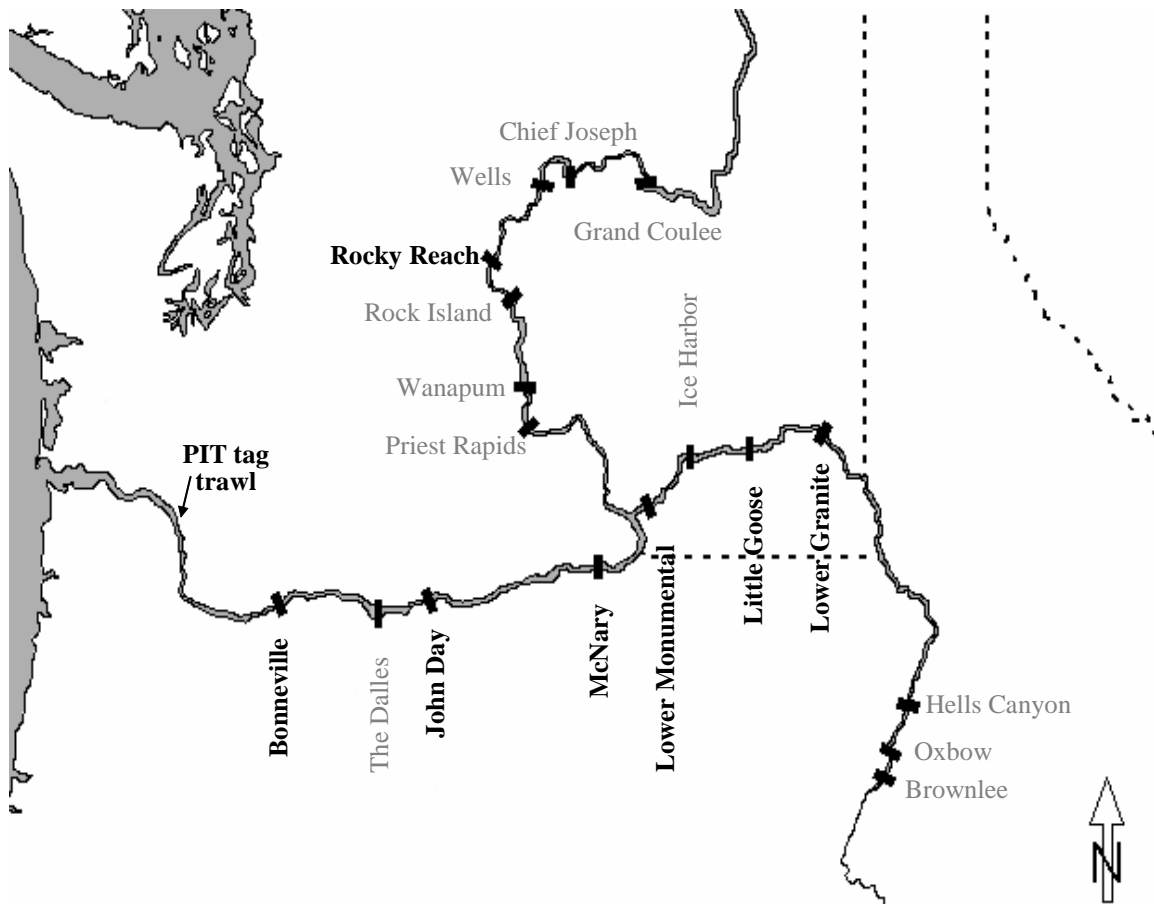 Chief Joseph
Wells
Grand Coulee
Rocky Reach
Rock Island
Ice Harbor
Wanapum
Priest Rapids
PIT tag
trawl
Bonneville
The Dalles
John Day
McNary
Lower Monumental
Little Goose
Lower Granite
Hells Canyon
Oxbow
Brownlee
N